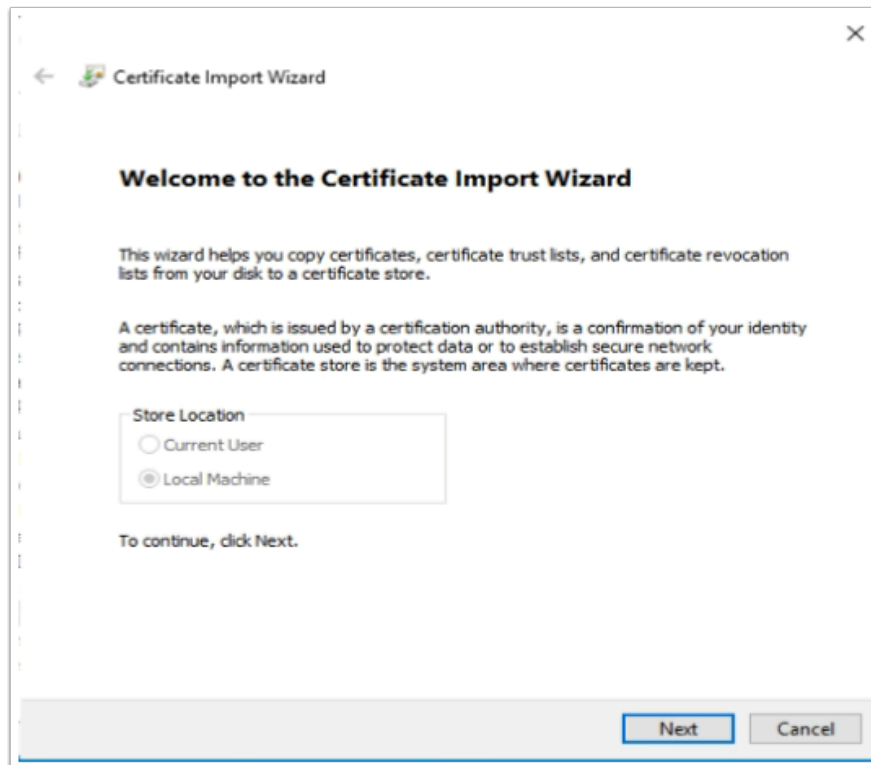 Certificate Import Wizard
Welcome to the Certificate Import Wizard
This wizard helps you copy certificates, certificate trust lists, and certificate revocation
lists from your disk to a certificate store.
A certificate, which is issued by a certification authority, is a confirmation of your identity
and contains information used to protect data or to establish secure network
connections. A certificate store is the system area where certificates are kept.
Store Location
Current User
Local Machine
To continue, click Next.
Next Cancel